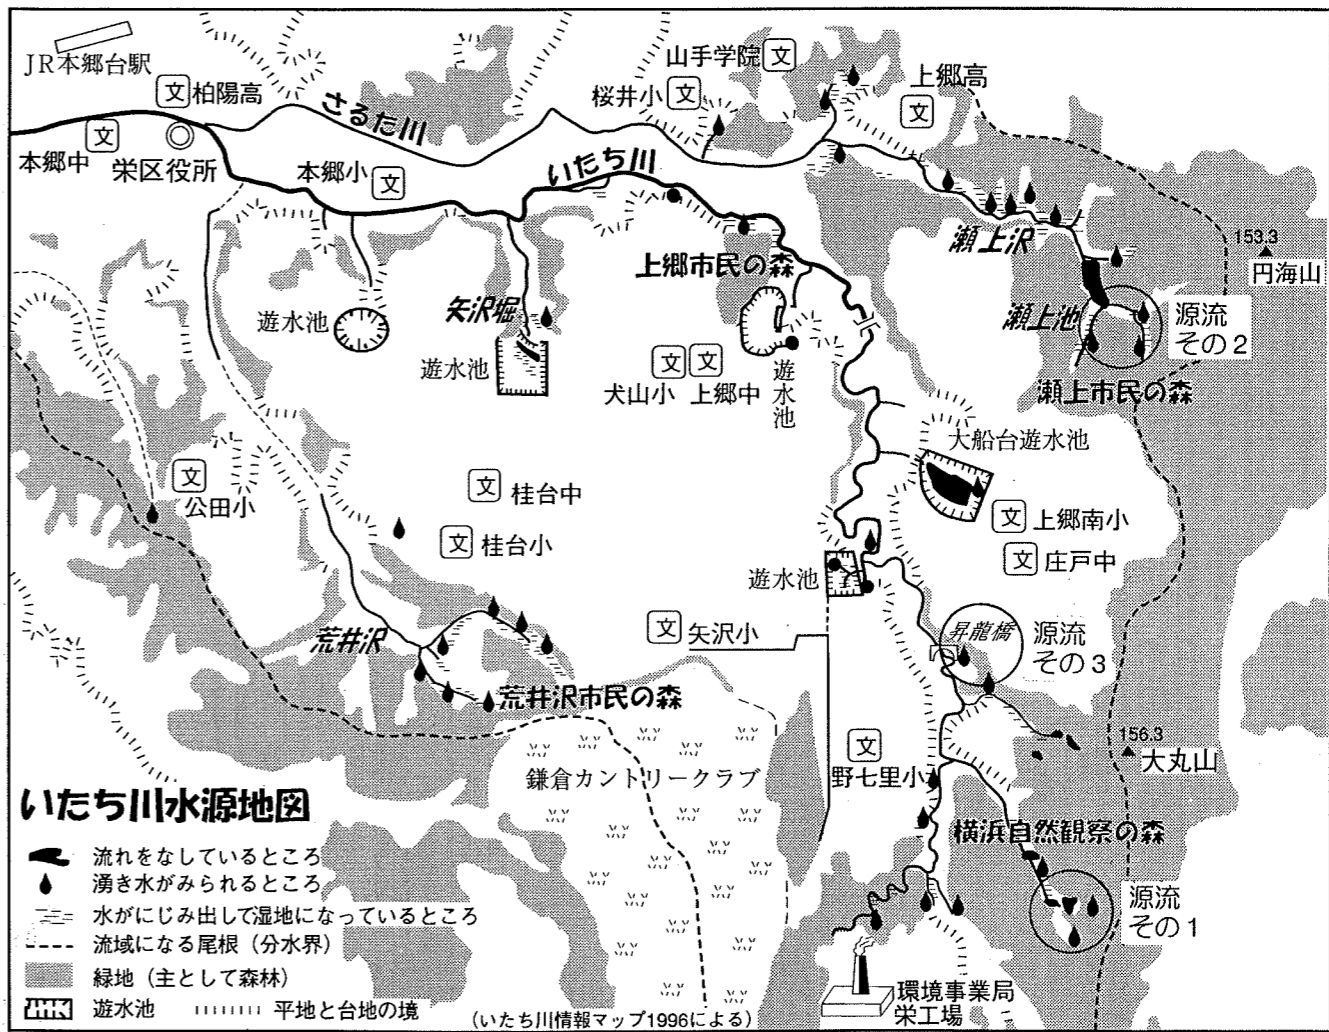 JR本郷台駅
山手学院
文
上郷高
文
桜井小
文
文
柏陽高
さるた川
文
本郷中
栄区役所
本郷小
文
いたち川
瀬上沢
153.3
円海山
上郷市民の森
矢沢堀
遊水池
遊水池
瀬上池
源流
その2
文
文
犬山小
上郷中
遊水池
瀬上市民の森
大船台遊水池
文
公田小
文
桂台中
文
桂台小
文
上郷南小
文
庄戸中
遊水池
文
矢沢小
昇龍橋
源流
その3
荒井沢
荒井沢市民の森
156.3
大丸山
文
野七里小
鎌倉カントリークラブ
横浜自然観察の森
源流
その1
環境事業局
栄工場
いたち川水源地図
流れをなしているところ
湧き水がみられるところ
水がにじみ出して湿地になっているところ
流域になる尾根(分水界)
緑地(主として森林)
遊水池
平地と台地の境
(いたち川情報マップ1996による)